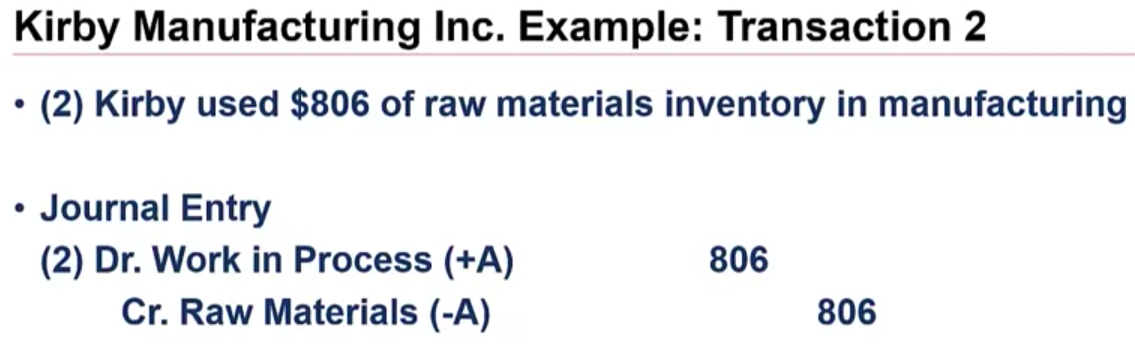 Kirby Manufacturing Inc. Example: Transaction 2
• (2) Kirby used $806 of raw materials inventory in manufacturing
• Journal Entry
(2) Dr. Work in Process (+A) 806
Cr. Raw Materials (-A) 806